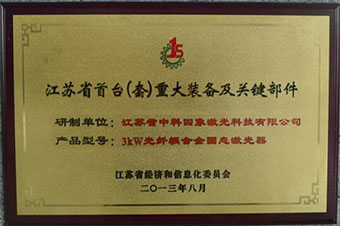 江苏省首台(套)重大装备及关键部件
研制单位：江苏省中科四象激光科技有限公司
产品型号：3kW光纤耦合全固态激光器
江苏省经济和信息化委员会
二〇一三年八月